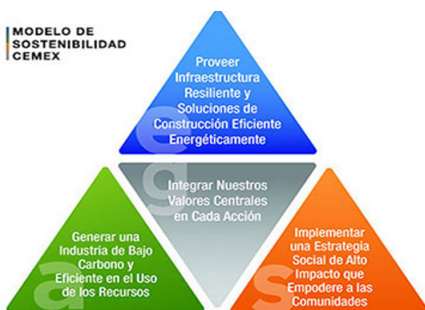 MODELO DE
SOSTENIBILIDAD
CEMEX
Proveer
Infraestructura
Resiliente y
Soluciones de
Construcción Eficiente
Energéticamente
e
g
Integrar Nuestros
Valores Centrales
en Cada Acción
Generar una
Industria de Bajo
Carbono y
Eficiente en el Uso
de los Recursos
a
Implementar
una Estrategia
Social de Alto
Impacto que
Empodere a las
Comunidades
s